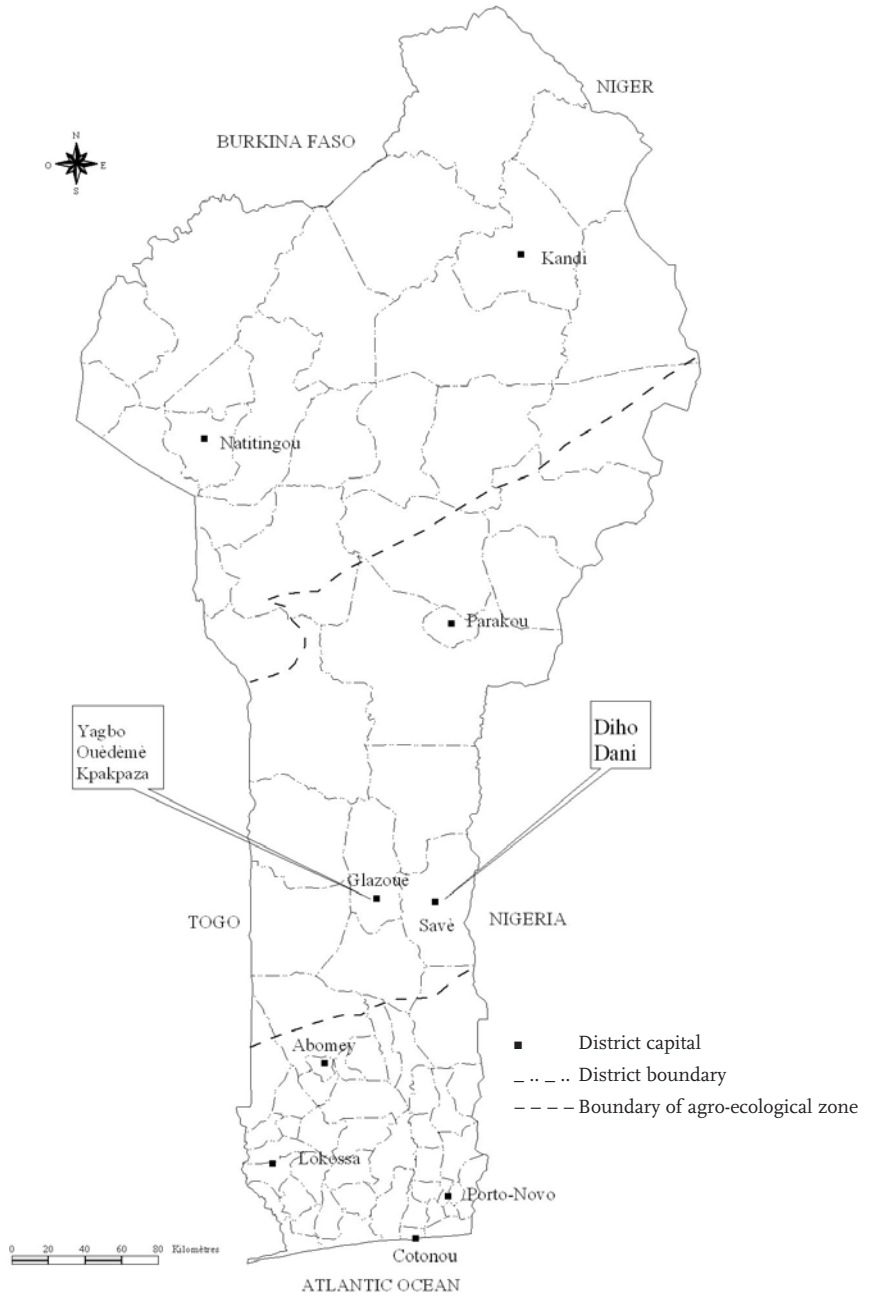 NIGER
BURKINA FASO
N
O E
S
Kandi
Natitingou
Parakou
Yagbo
Ouèdèmè
Kpakpaza
Diho
Dani
Glazoué
Savè
TOGO
NIGERIA
Abomey
District capital
District boundary
Boundary of agro-ecological zone
Lokossa
Porto-Novo
Cotonou
0 20 40 60 80 Kilomètres
ATLANTIC OCEAN